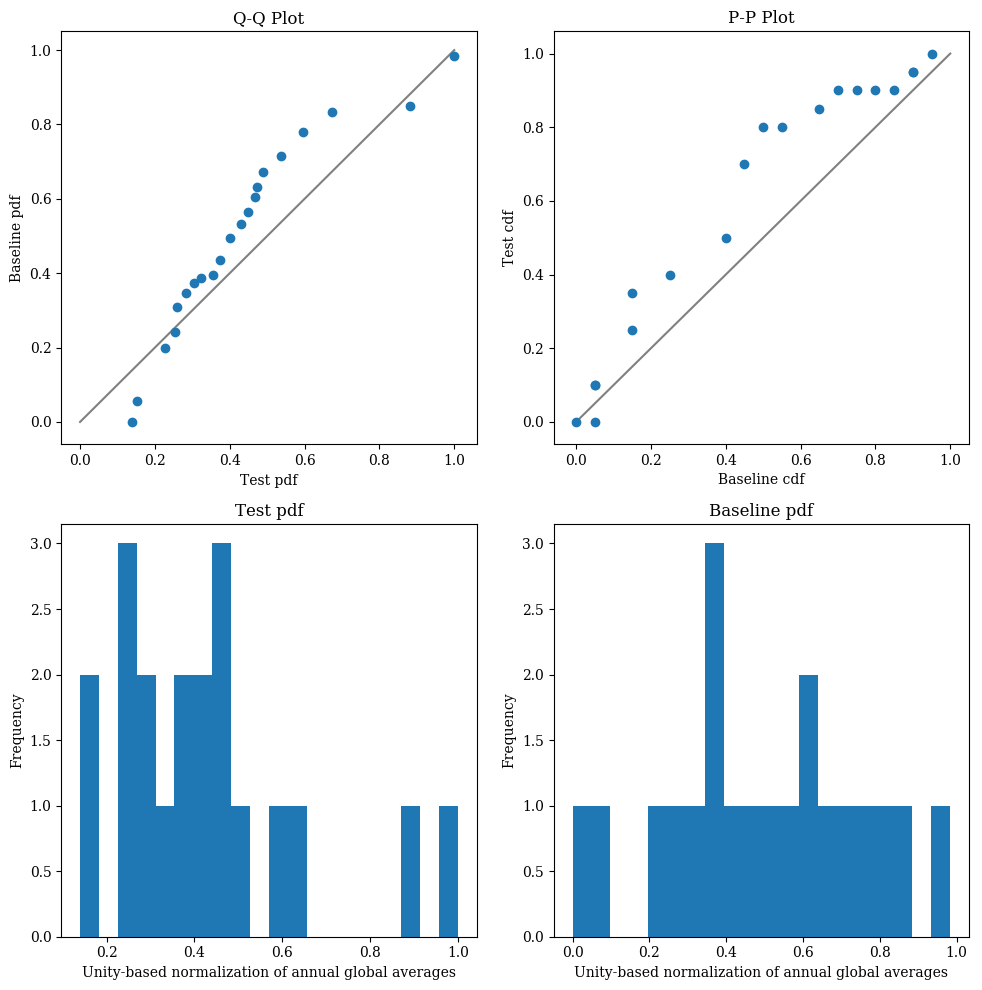 Q-Q Plot
1.0
0.8
0.6
0.4
0.2
0.0
Baseline pdf
0.0 0.2 0.4 0.6 0.8 1.0
Test pdf
P-P Plot
1.0
0.8
0.6
0.4
0.2
0.0
Test cdf
0.0 0.2 0.4 0.6 0.8 1.0
Baseline cdf
Test pdf
3.0
2.5
2.0
1.5
1.0
0.5
0.0
Frequency
0.2 0.4 0.6 0.8 1.0
Unity-based normalization of annual global averages
Baseline pdf
3.0
2.5
2.0
1.5
1.0
0.5
0.0
Frequency
0.0 0.2 0.4 0.6 0.8 1.0
Unity-based normalization of annual global averages